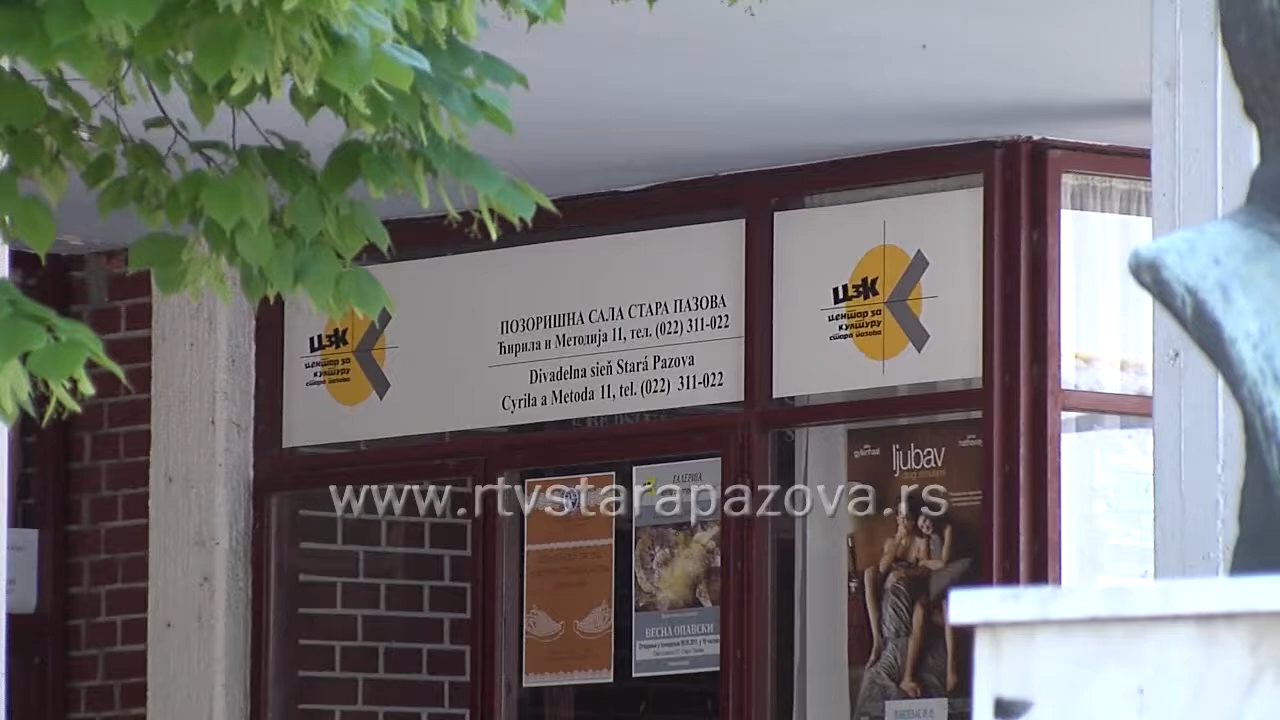 ЦЗК
центар за
културу
стара пазова
ПОЗОРИШНА САЛА СТАРА ПАЗОВА
Ћирила и Методија 11, тел. (022) 311-022
Divadelna sieň Stará Pazova
Cyrila a Metoda 11, tel. (022) 311-022
ЦЗК
центар за
културу
стара пазова
ljubav
www.rtvstarapazova.rs
ГАЛЕРИЈА
ВЕСНА ОПАВСКИ